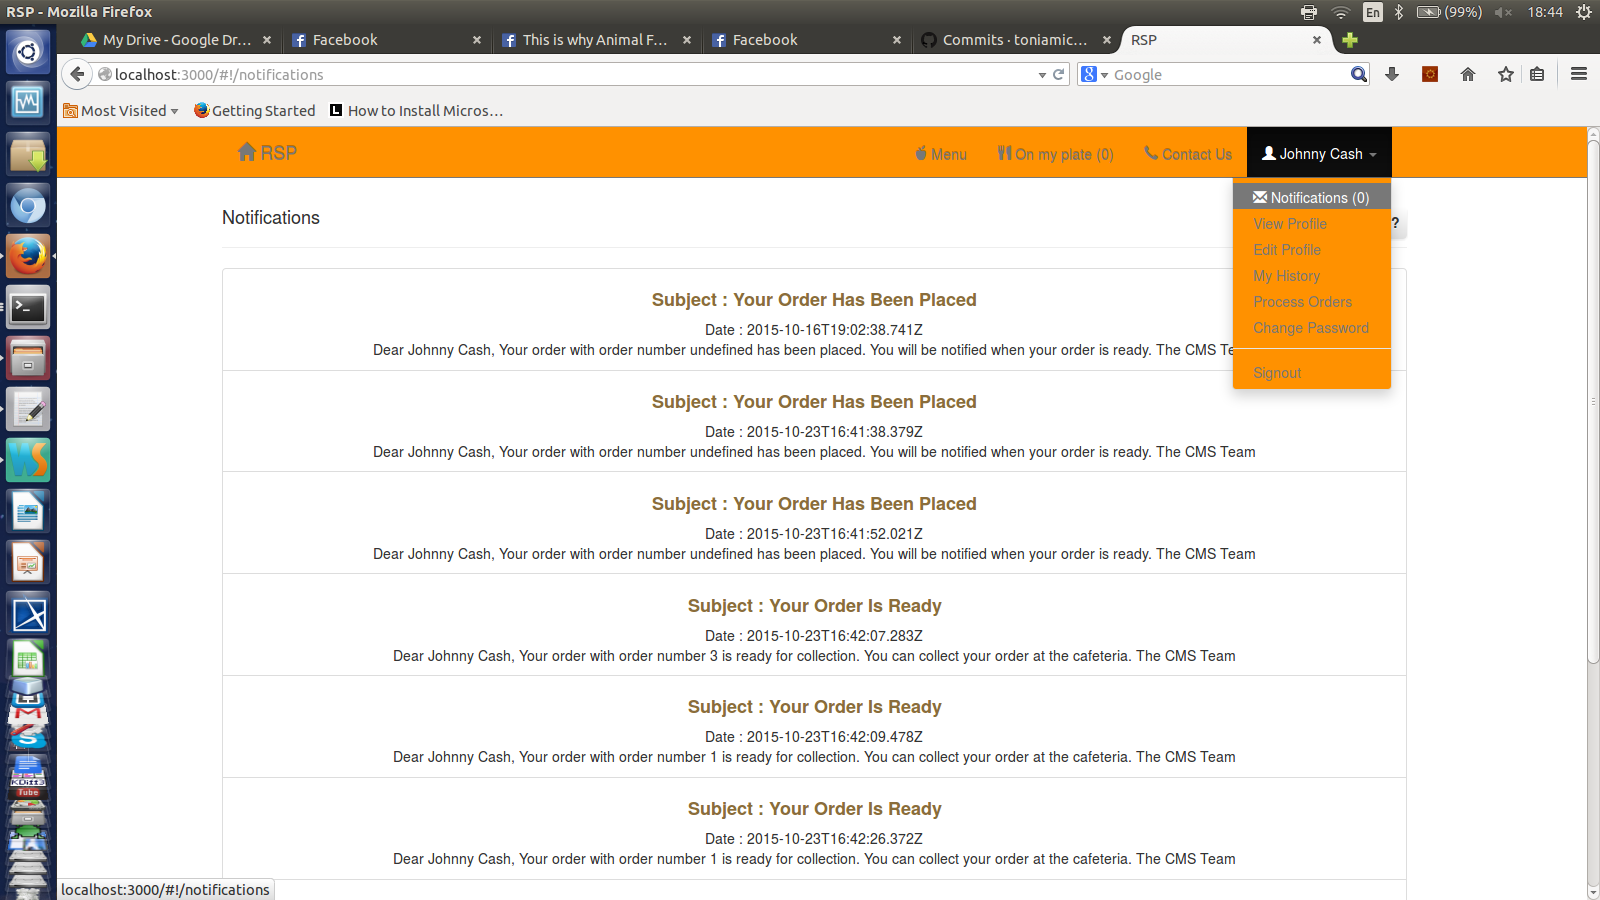 RSP - Mozilla Firefox
En
(99%)
18:44
My Drive - Google Dr...
Facebook
This is why Animal F...
Facebook
Commits · toniamic...
RSP
localhost:3000/#!/notifications
Google
Most Visited
Getting Started
How to Install Micros...
RSP
Menu
On my plate (0)
Contact Us
Johnny Cash
Notifications (0)
View Profile
Edit Profile
My History
Process Orders
Change Password
Signout
Notifications
?
Subject : Your Order Has Been Placed
Date : 2015-10-16T19:02:38.741Z
Dear Johnny Cash, Your order with order number undefined has been placed. You will be notified when your order is ready. The CMS Te
Subject : Your Order Has Been Placed
Date : 2015-10-23T16:41:38.379Z
Dear Johnny Cash, Your order with order number undefined has been placed. You will be notified when your order is ready. The CMS Team
Subject : Your Order Has Been Placed
Date : 2015-10-23T16:41:52.021Z
Dear Johnny Cash, Your order with order number undefined has been placed. You will be notified when your order is ready. The CMS Team
Subject : Your Order Is Ready
Date : 2015-10-23T16:42:07.283Z
Dear Johnny Cash, Your order with order number 3 is ready for collection. You can collect your order at the cafeteria. The CMS Team
Subject : Your Order Is Ready
Date : 2015-10-23T16:42:09.478Z
Dear Johnny Cash, Your order with order number 1 is ready for collection. You can collect your order at the cafeteria. The CMS Team
Subject : Your Order Is Ready
Date : 2015-10-23T16:42:26.372Z
Dear Johnny Cash, Your order with order number 1 is ready for collection. You can collect your order at the cafeteria. The CMS Team
WS
KDiff3
Tube
localhost:3000/#!/notifications